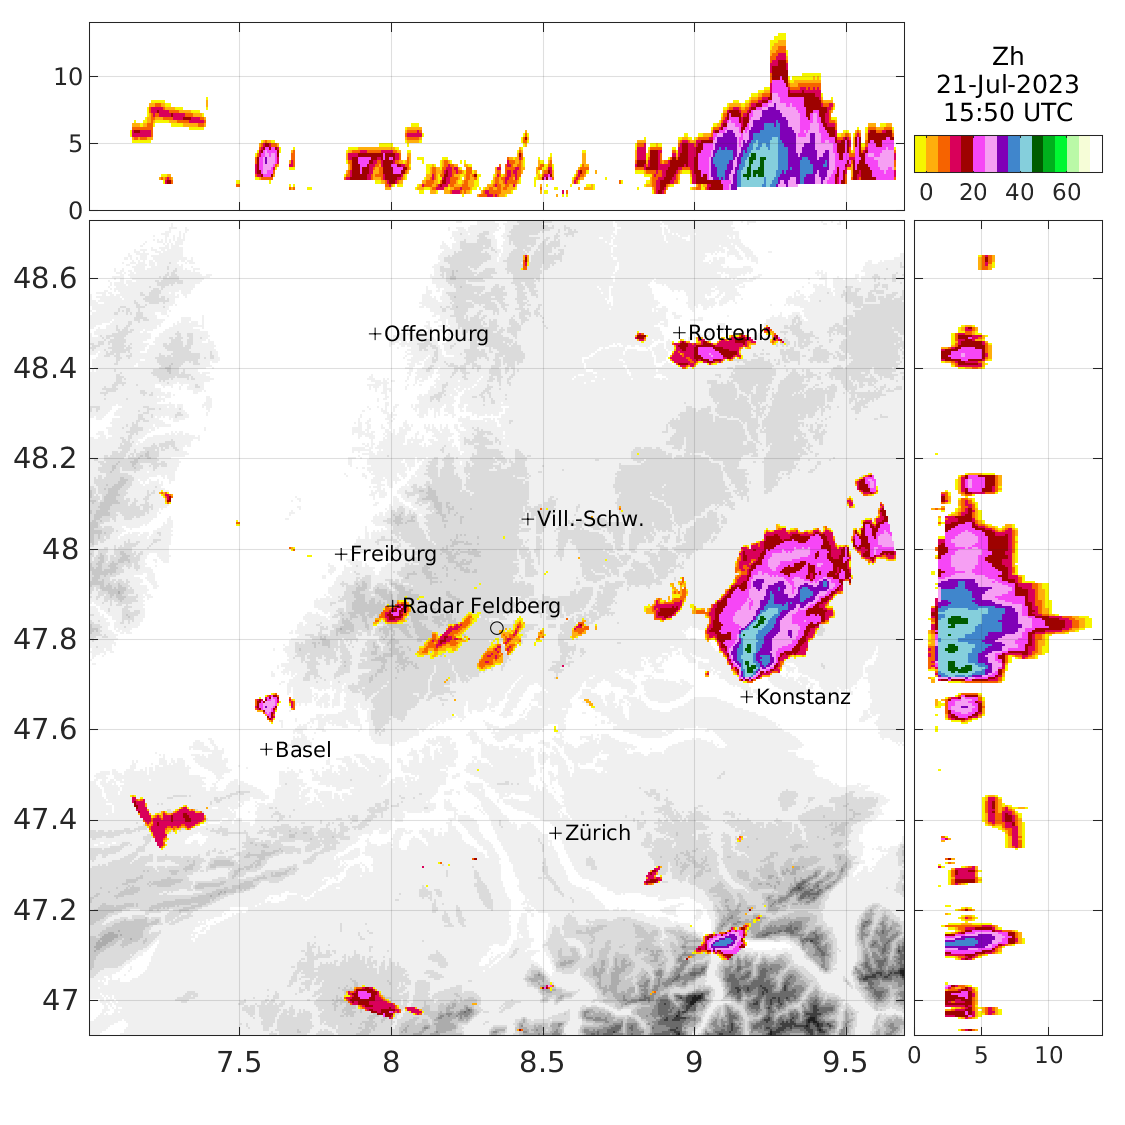 10
5
0
Zh
21-Jul-2023
15:50 UTC
0 20 40 60
48.6
48.4
48.2
48
47.8
47.6
47.4
47.2
47
+Offenburg
+Rottenb.
+Vill.-Schw.
+Freiburg
+Radar Feldberg
+Konstanz
+Basel
+Zürich
7.5 8 8.5 9 9.5
0 5 10